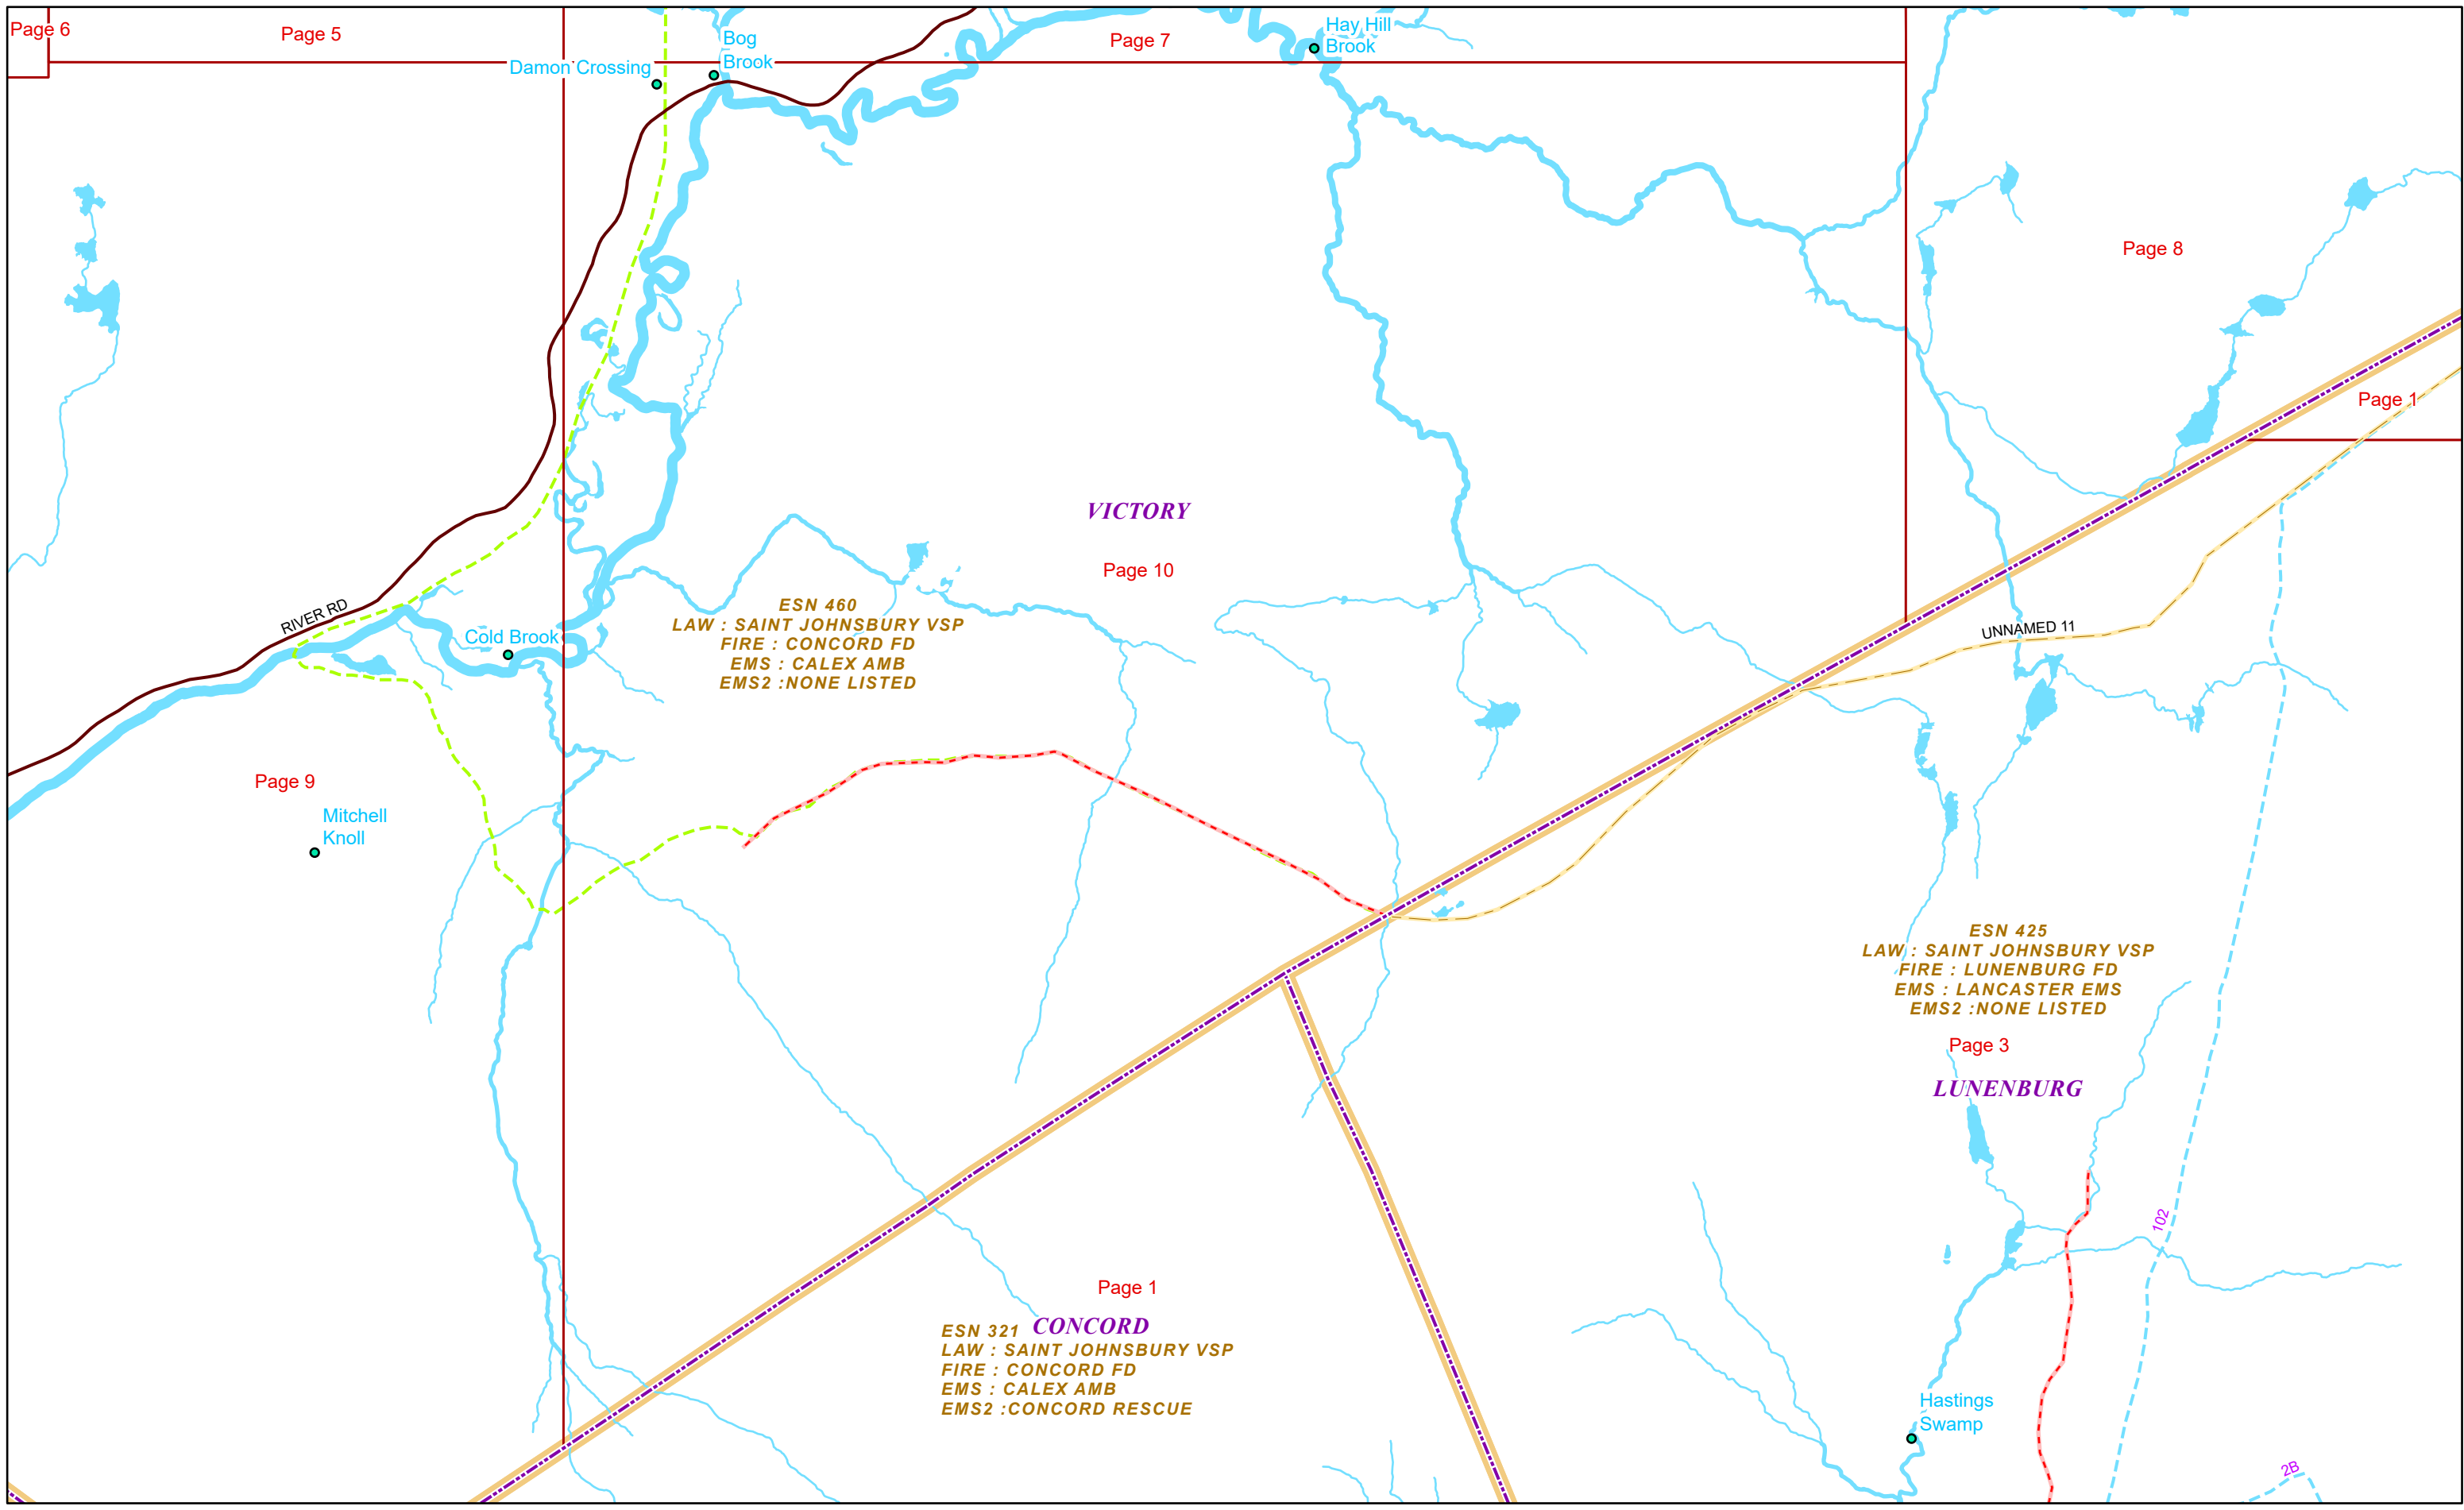 Page 6
Page 5
Bog
Brook
Damon Crossing
Page 7
Hay Hill
Brook
Page 8
Page 1
VICTORY
Page 10
ESN 460
LAW : SAINT JOHNSBURY VSP
FIRE : CONCORD FD
EMS : CALEX AMB
EMS2 :NONE LISTED
RIVER RD
Cold Brook
UNNAMED 11
Page 9
Mitchell
Knoll
ESN 425
LAW : SAINT JOHNSBURY VSP
FIRE : LUNENBURG FD
EMS : LANCASTER EMS
EMS2 :NONE LISTED
Page 3
LUNENBURG
102
Page 1
CONCORD
ESN 321
LAW : SAINT JOHNSBURY VSP
FIRE : CONCORD FD
EMS : CALEX AMB
EMS2 :CONCORD RESCUE
Hastings
Swamp
2B